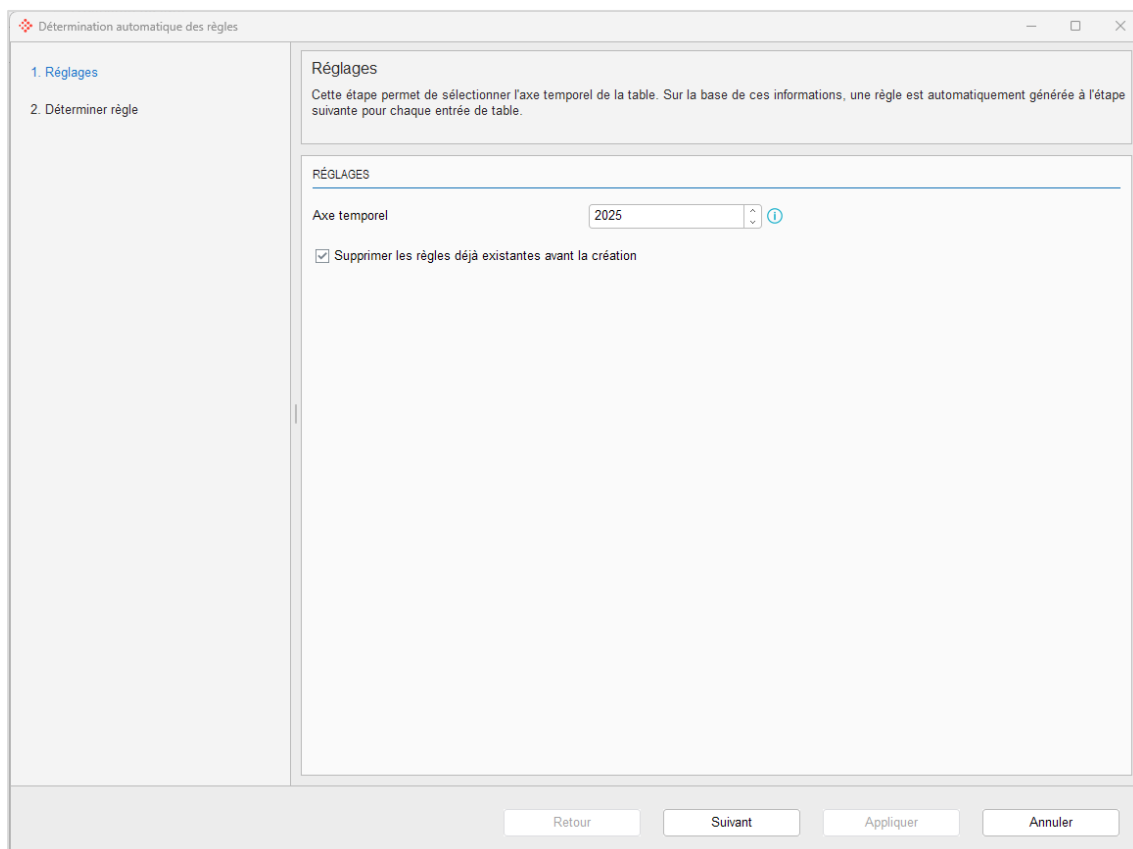 Détermination automatique des règles
1. Réglages
2. Déterminer règle
Réglages
Cette étape permet de sélectionner l'axe temporel de la table. Sur la base de ces informations, une règle est automatiquement générée à l'étape
suivante pour chaque entrée de table.
RÉGLAGES
Axe temporel
2025
Supprimer les règles déjà existantes avant la création
Retour
Suivant
Appliquer
Annuler